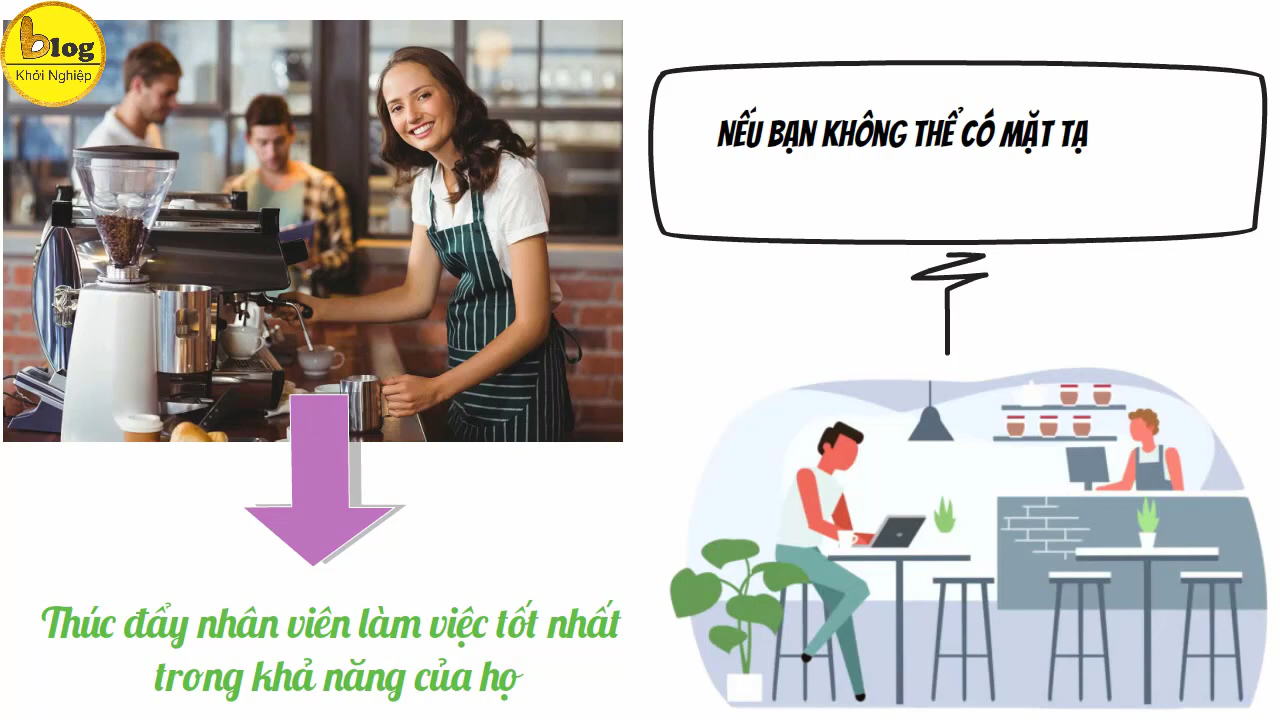 blog
Khởi Nghiệp
NẾU BẠN KHÔNG THỂ CÓ MẶT TẠ
Thúc đẩy nhân viên làm việc tốt nhất
trong khả năng của họ